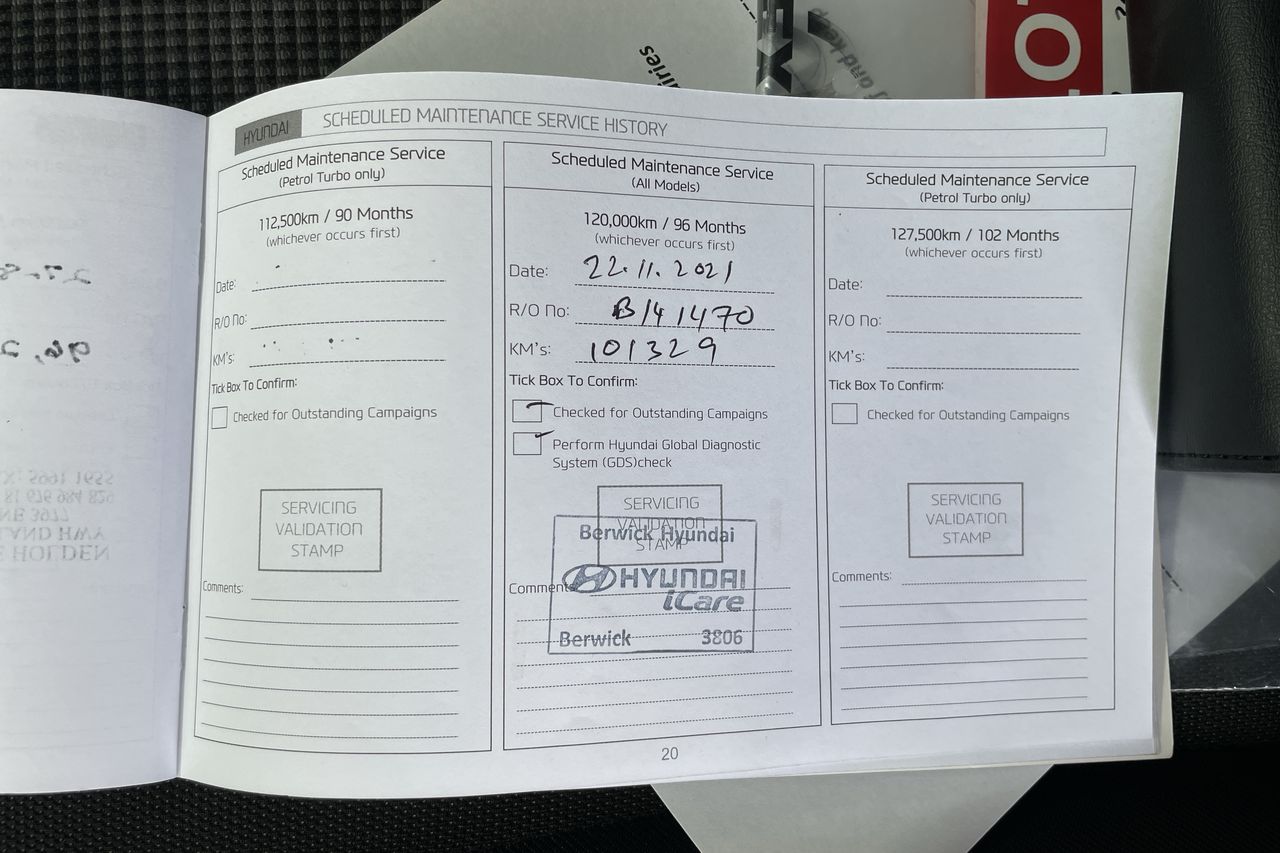 HYUNDAI SCHEDULED MAINTENANCE SERVICE HISTORY
Scheduled Maintenance Service
(Petrol Turbo only)
112,500km / 90 Months
(whichever occurs first)
Date:
R/O No:
KM's:
Tick Box To Confirm:
Checked for Outstanding Campaigns
SERVICING
VALIDATION
STAMP
Comments:
Scheduled Maintenance Service
(All Models)
120,000km / 96 Months
(whichever occurs first)
Date: 22.11.2021
R/O No: B141470
KM's: 101329
Tick Box To Confirm:
Checked for Outstanding Campaigns
Perform Hyundai Global Diagnostic
System (GDS)check
SERVICING
VALIDATION
STAMP
Berwick Hyundai
HYUNDAI
iCare
Berwick 3806
Comments
Scheduled Maintenance Service
(Petrol Turbo only)
127,500km / 102 Months
(whichever occurs first)
Date:
R/O No:
KM's:
Tick Box To Confirm:
Checked for Outstanding Campaigns
SERVICING
VALIDATION
STAMP
Comments:
20